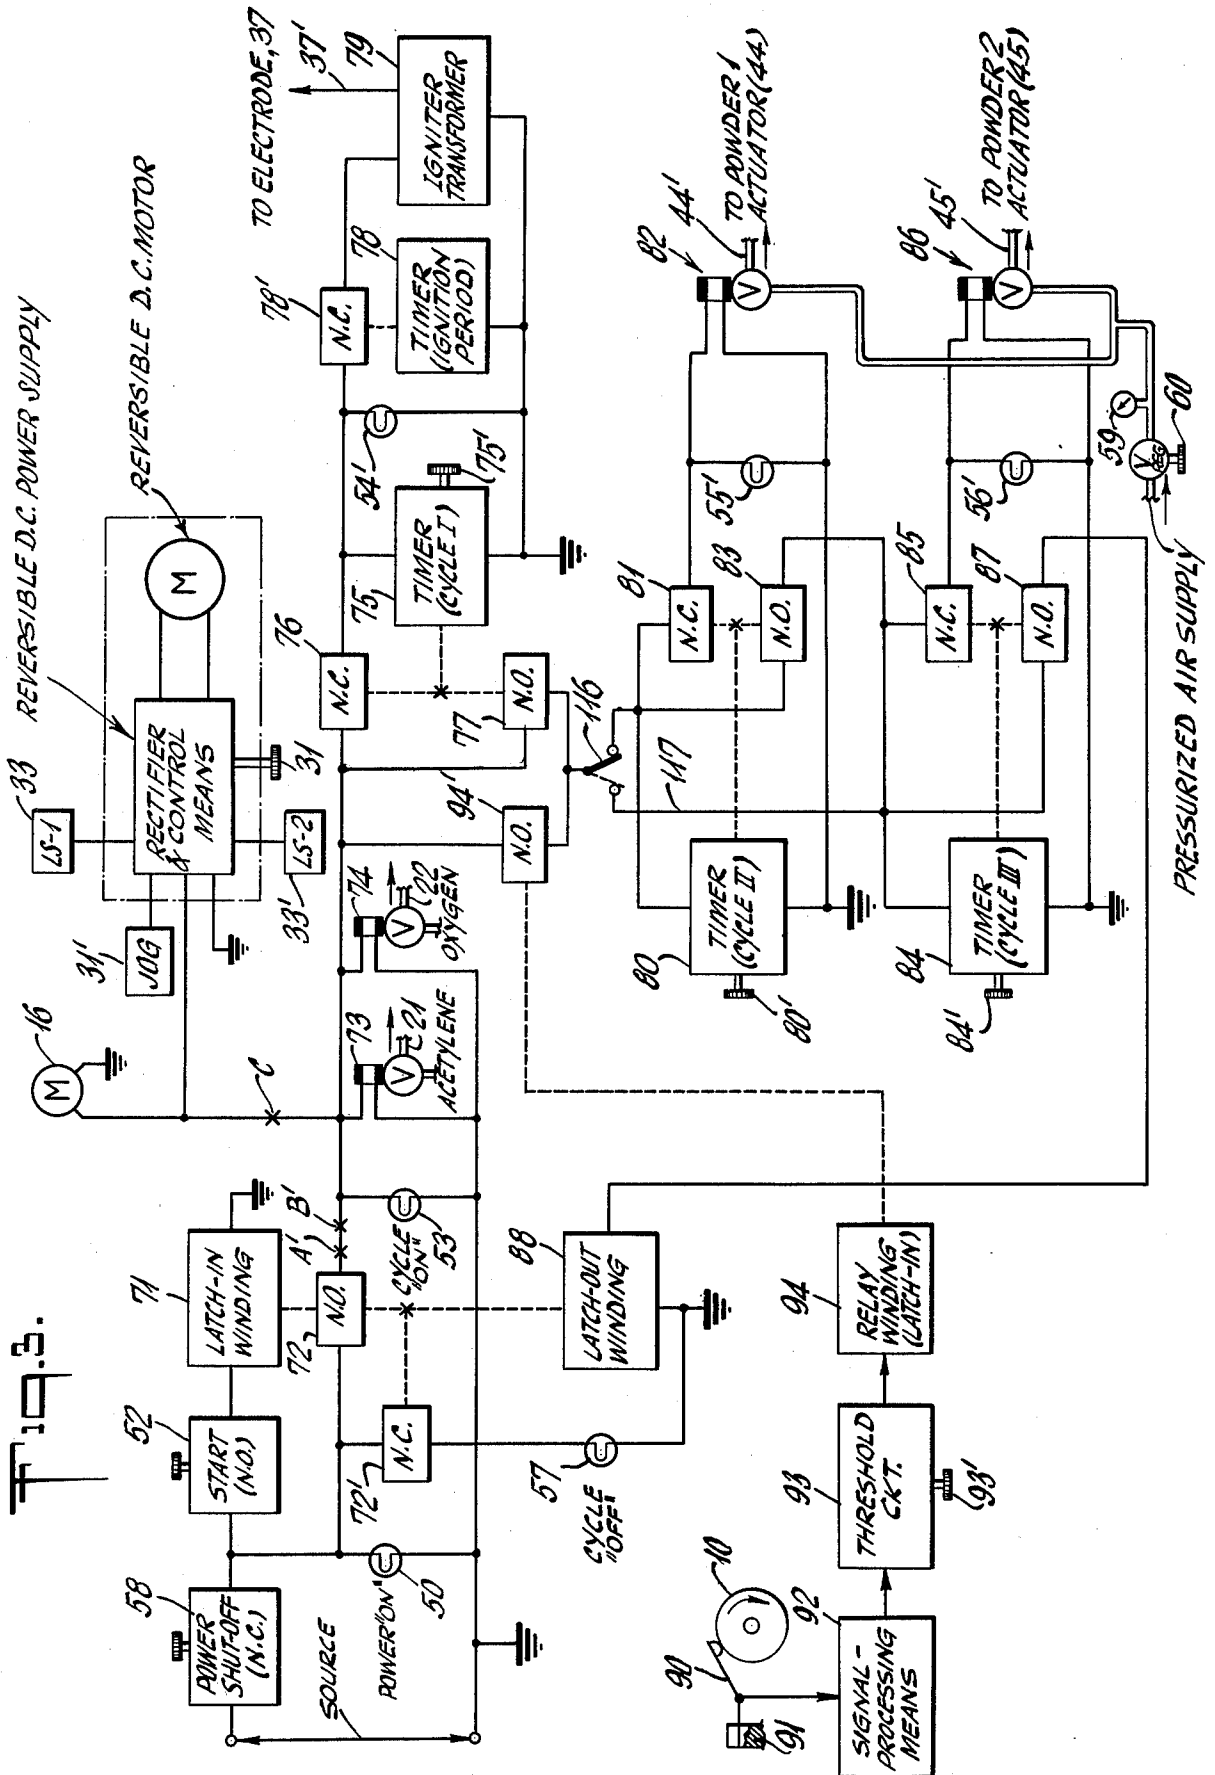 Fig. 3.
58
POWER
SHUT-OFF
(N.C.)
52
START
(N.O.)
71
LATCH-IN
WINDING
SOURCE
POWER "ON"
50
72
N.O.
A'
B'
72'
N.C.
CYCLE
"ON"
53
57
CYCLE
"OFF"
88
LATCH-OUT
WINDING
16
M
C
73
V
21
ACETYLENE
74
V
22
OXYGEN
31'
JOG
33
LS-1
33'
LS-2
RECTIFIER
& CONTROL
MEANS
31
REVERSIBLE D.C. POWER SUPPLY
REVERSIBLE D.C. MOTOR
M
76
N.C.
77
N.O.
94'
N.O.
75
TIMER
(CYCLE I)
75'
54'
78'
N.C.
78
TIMER
(IGNITION
PERIOD)
79
IGNITER
TRANSFORMER
37'
TO ELECTRODE, 37
116
117
80
TIMER
(CYCLE II)
80'
81
N.C.
83
N.O.
55'
82
V
44'
TO POWDER 1
ACTUATOR (44)
84
TIMER
(CYCLE III)
84'
85
N.C.
87
N.O.
56'
86
V
45'
TO POWDER 2
ACTUATOR (45)
59
V
REG
60
PRESSURIZED AIR SUPPLY
10
90
91
92
SIGNAL-
PROCESSING
MEANS
93
THRESHOLD
CKT.
93'
94
RELAY
WINDING
(LATCH-IN)